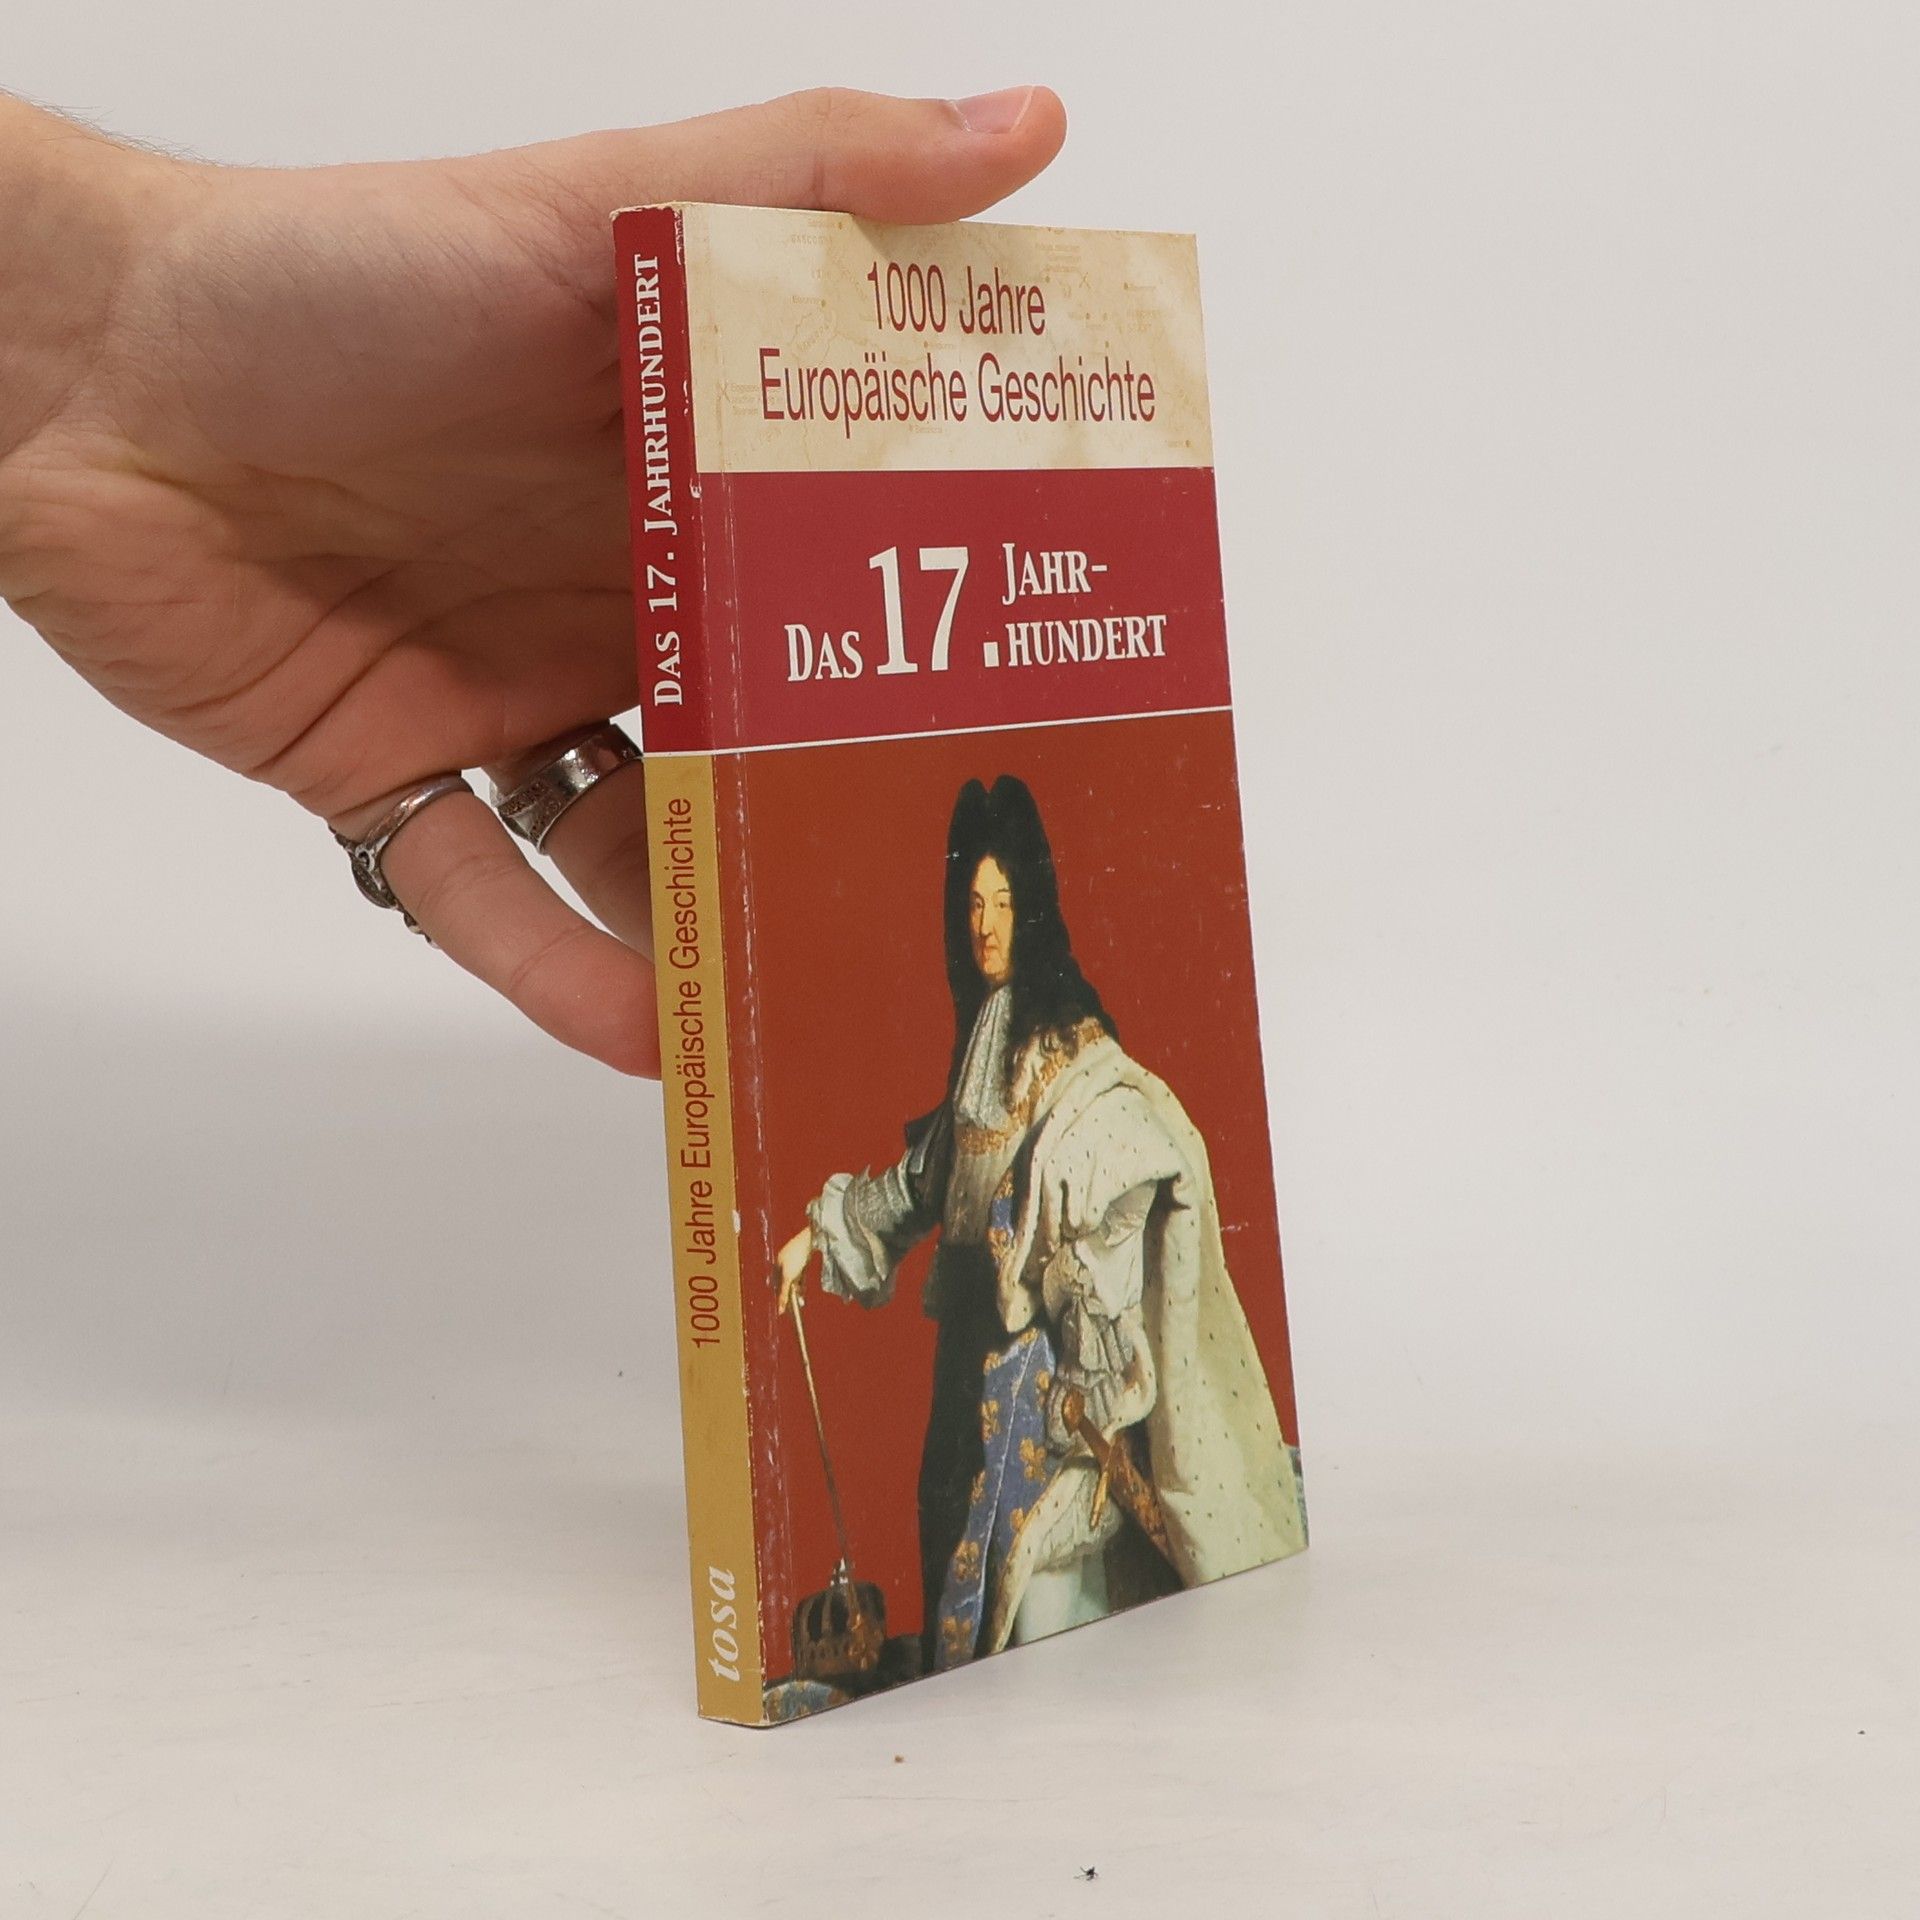 1000 Jahre
Europäische Geschichte
DAS 17. JAHR-
HUNDERT
DAS 17. JAHRHUNDERT
1000 Jahre Europäische Geschichte
tosa